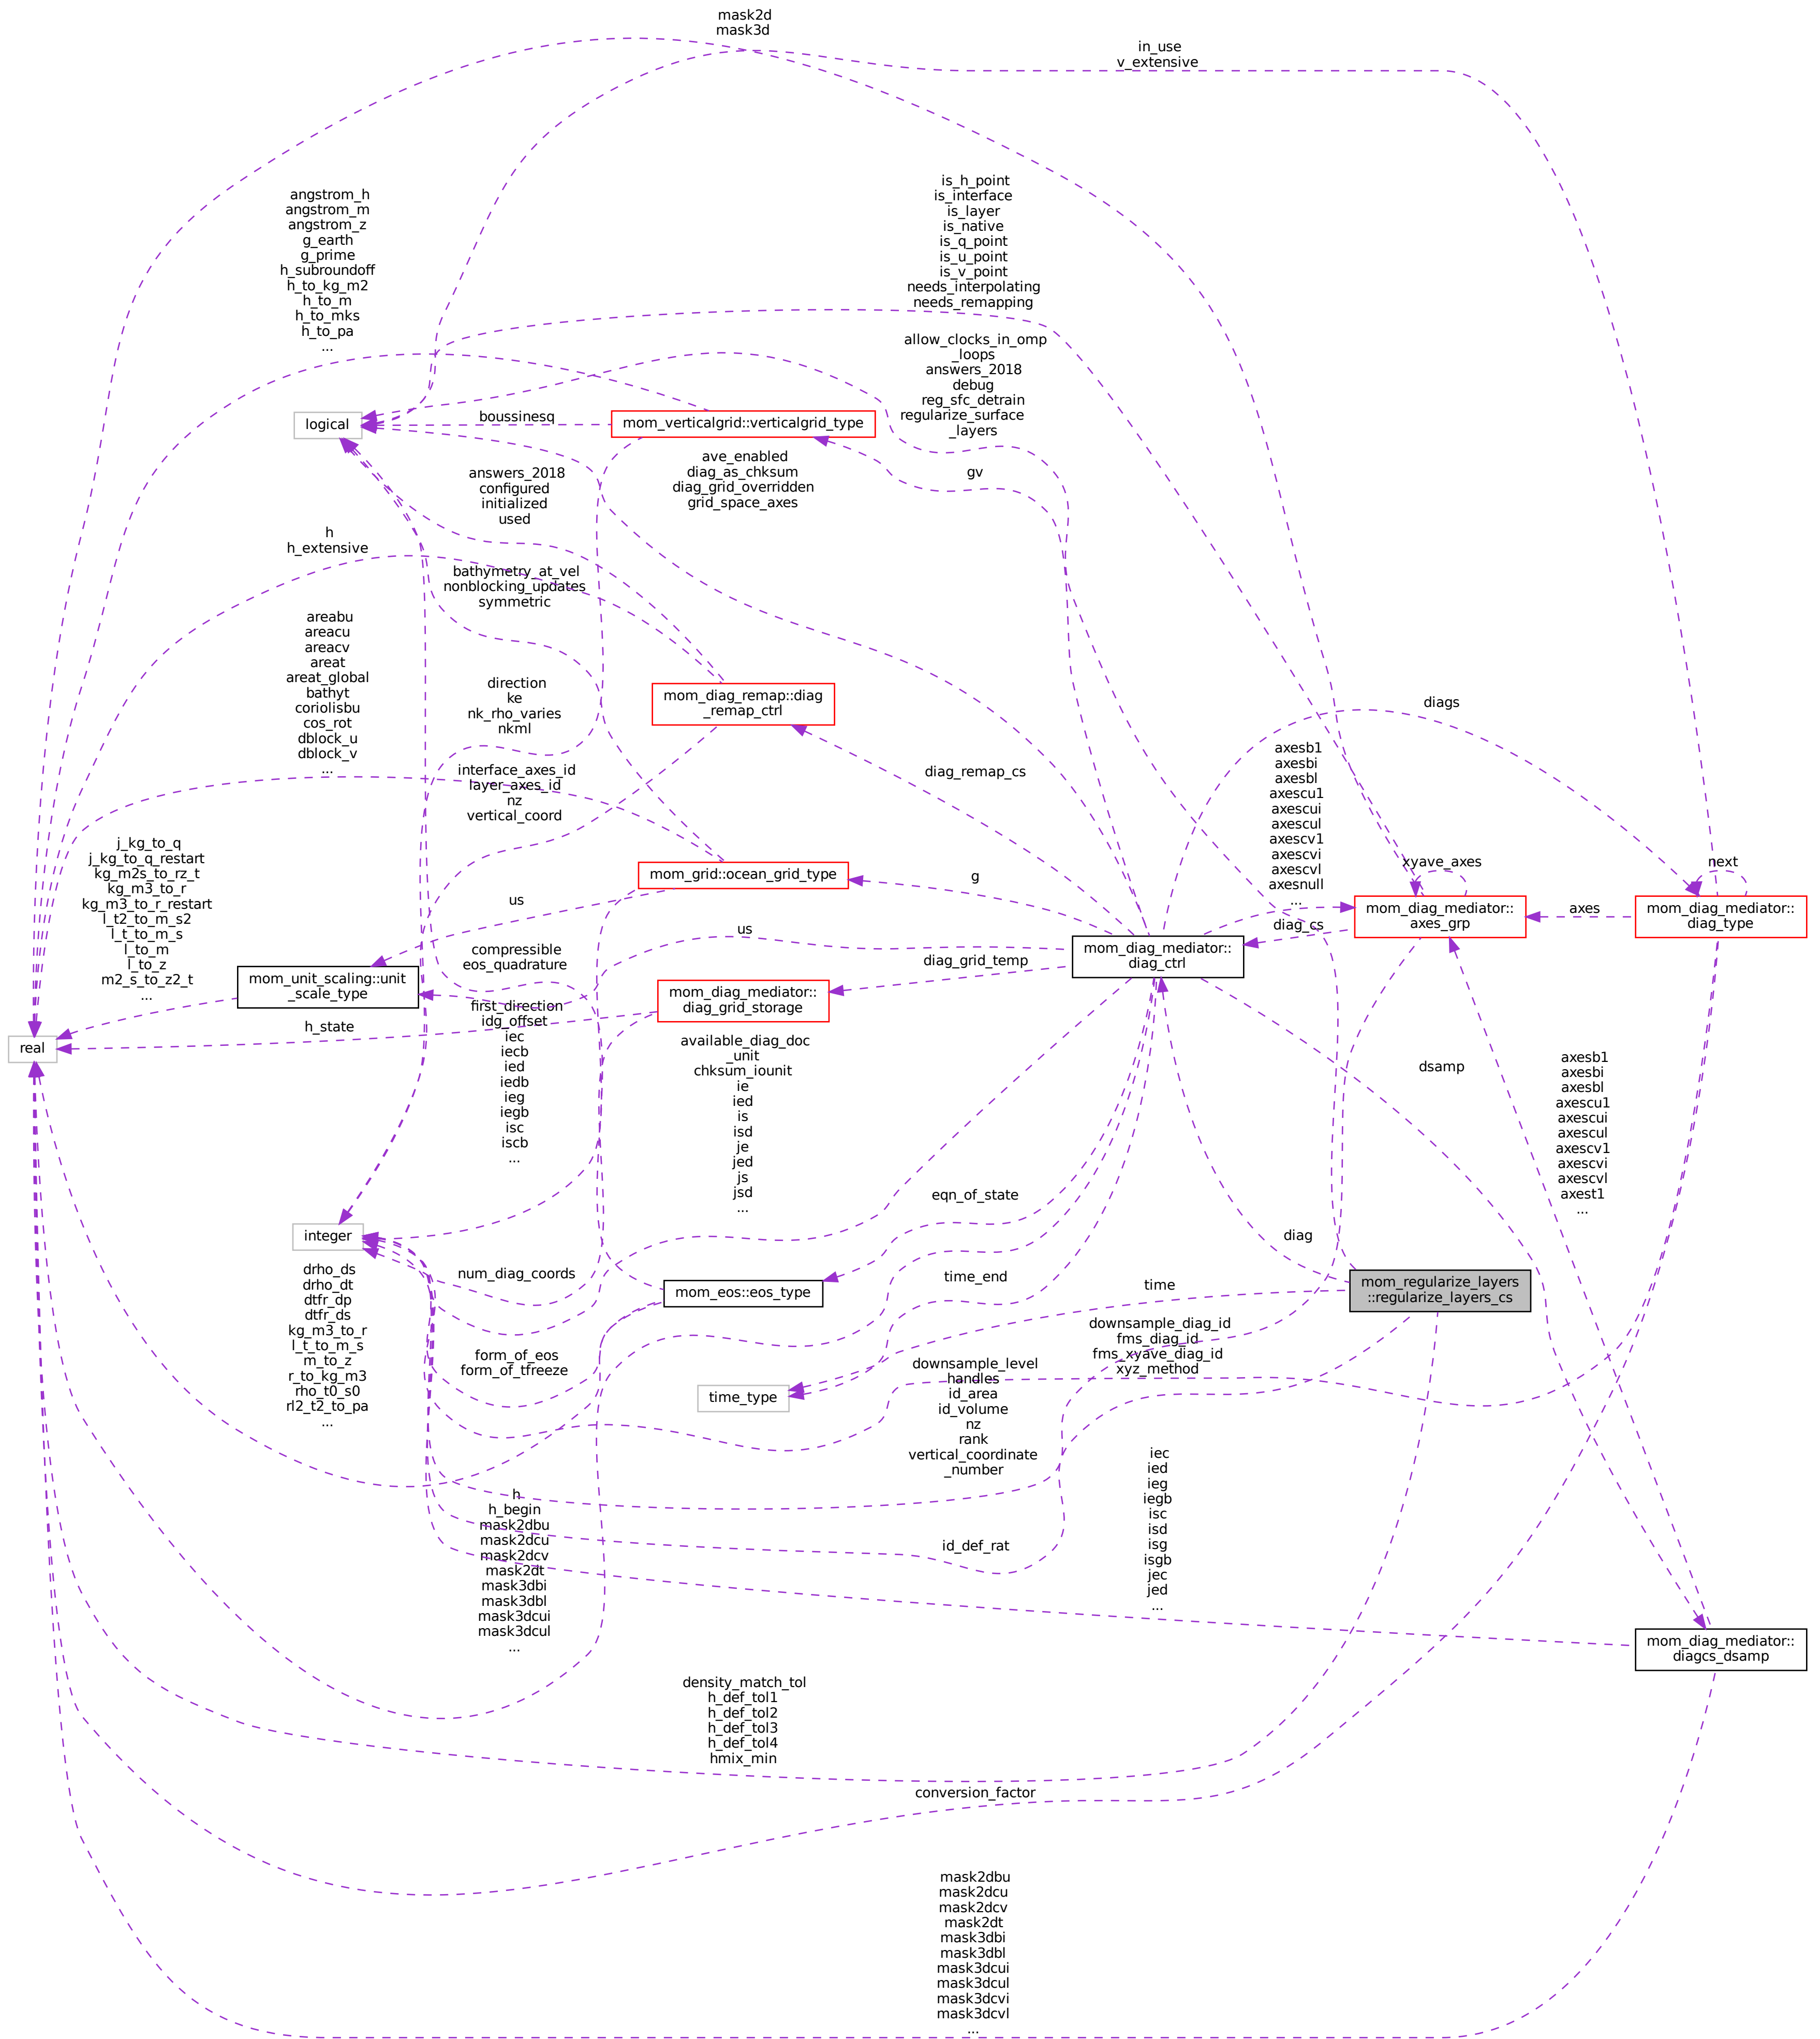 mask2d
mask3d
in_use
v_extensive
angstrom_h
angstrom_m
angstrom_z
g_earth
g_prime
h_subroundoff
h_to_kg_m2
h_to_m
h_to_mks
h_to_pa
...
is_h_point
is_interface
is_layer
is_native
is_q_point
is_u_point
is_v_point
needs_interpolating
needs_remapping
allow_clocks_in_omp
_loops
answers_2018
debug
reg_sfc_detrain
regularize_surface
_layers
logical
boussinesq
mom_verticalgrid::verticalgrid_type
gv
answers_2018
configured
initialized
used
ave_enabled
diag_as_chksum
diag_grid_overridden
grid_space_axes
h
h_extensive
bathymetry_at_vel
nonblocking_updates
symmetric
areabu
areacu
areacv
areat
areat_global
bathyt
coriolisbu
cos_rot
dblock_u
dblock_v
...
direction
ke
nk_rho_varies
nkml
mom_diag_remap::diag
_remap_ctrl
diags
interface_axes_id
layer_axes_id
nz
vertical_coord
diag_remap_cs
axesb1
axesbi
axesbl
axescu1
axescui
axescul
axescv1
axescvi
axescvl
axesnull
...
j_kg_to_q
j_kg_to_q_restart
kg_m2s_to_rz_t
kg_m3_to_r
kg_m3_to_r_restart
l_t2_to_m_s2
l_t_to_m_s
l_to_m
l_to_z
m2_s_to_z2_t
...
mom_grid::ocean_grid_type
g
us
xyave_axes
next
mom_diag_mediator::
axes_grp
axes
mom_diag_mediator::
diag_type
diag_cs
us
mom_diag_mediator::
diag_ctrl
compressible
eos_quadrature
mom_unit_scaling::unit
_scale_type
diag_grid_temp
mom_diag_mediator::
diag_grid_storage
real
h_state
first_direction
idg_offset
iec
iecb
ied
iedb
ieg
iegb
isc
iscb
...
available_diag_doc
_unit
chksum_iounit
ie
ied
is
isd
je
jed
js
jsd
...
dsamp
axesb1
axesbi
axesbl
axescu1
axescui
axescul
axescv1
axescvi
axescvl
axest1
...
integer
eqn_of_state
diag
num_diag_coords
mom_eos::eos_type
time_end
time
mom_regularize_layers
::regularize_layers_cs
drho_ds
drho_dt
dtfr_dp
dtfr_ds
kg_m3_to_r
l_t_to_m_s
m_to_z
r_to_kg_m3
rho_t0_s0
rl2_t2_to_pa
...
form_of_eos
form_of_tfreeze
time_type
downsample_diag_id
fms_diag_id
fms_xyave_diag_id
xyz_method
downsample_level
handles
id_area
id_volume
nz
rank
vertical_coordinate
_number
iec
ied
ieg
iegb
isc
isd
isg
isgb
jec
jed
...
h
h_begin
mask2dbu
mask2dcu
mask2dcv
mask2dt
mask3dbi
mask3dbl
mask3dcui
mask3dcul
...
id_def_rat
mom_diag_mediator::
diagcs_dsamp
density_match_tol
h_def_tol1
h_def_tol2
h_def_tol3
h_def_tol4
hmix_min
conversion_factor
mask2dbu
mask2dcu
mask2dcv
mask2dt
mask3dbi
mask3dbl
mask3dcui
mask3dcul
mask3dcvi
mask3dcvl
...